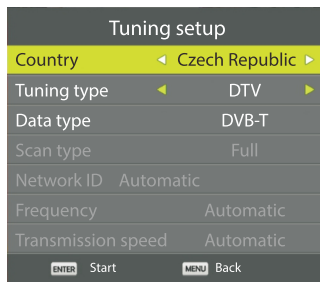 Tuning setup
Country Czech Republic
Tuning type DTV
Data type DVB-T
Scan type Full
Network ID Automatic
Frequency Automatic
Transmission speed Automatic
ENTER Start MENU Back